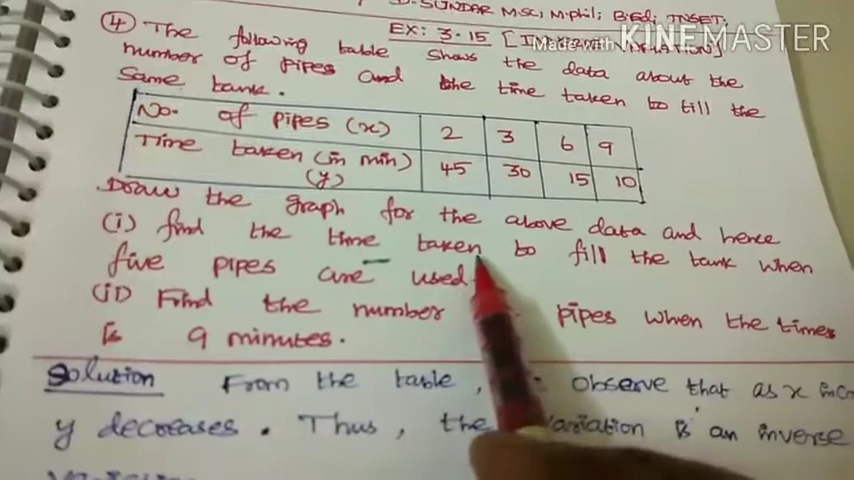 D. SUNDAR M.SC; M.phil; B.Ed; INSET:
EX: 3.15 [
Made with KINEMASTER
④ The following table shows the data about the
number of pipes and the time taken to till the
same tank.
No. of pipes (x) 2 3 6 9
Time taken (in min) (y) 45 30 15 10
Draw the graph for the above data and hence
(i) find the time taken to fill the tank when
five pipes are used
(ii) Find the number pipes when the times
is 9 minutes.
Solution From the table, observe that as x
y decreases. Thus, the variation is an inverse